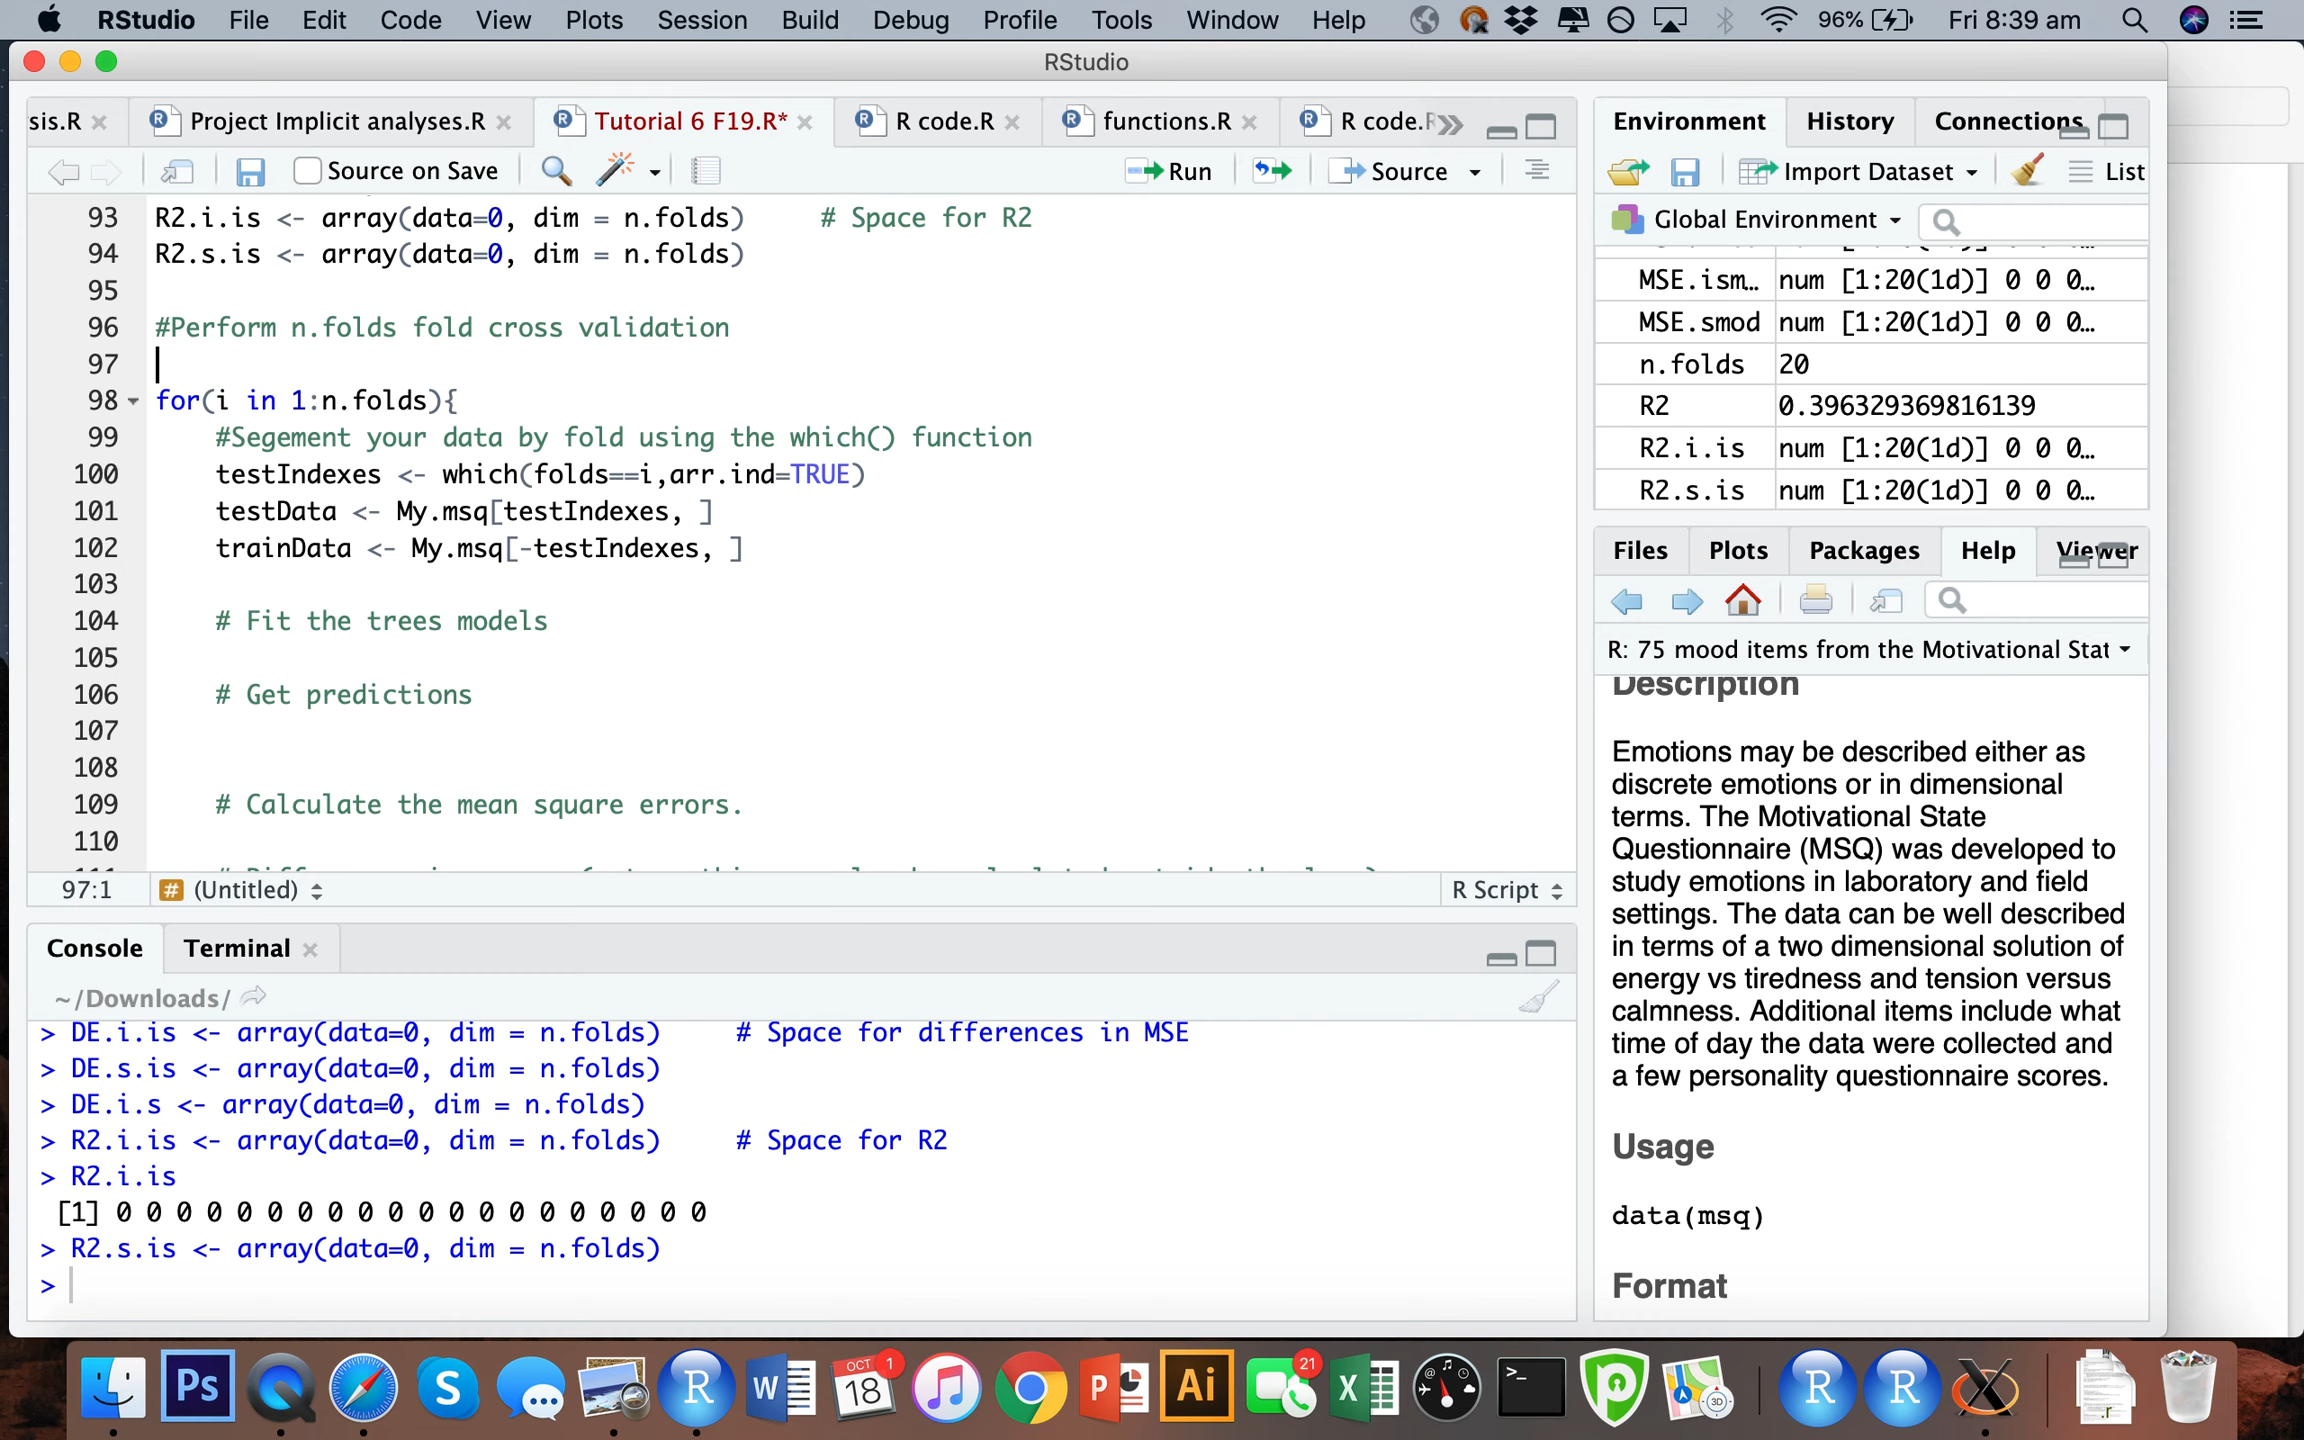 RStudio File Edit Code View Plots Session Build Debug Profile Tools Window Help 96% Fri 8:39 am
RStudio
sis.R Project Implicit analyses.R Tutorial 6 F19.R* R code.R functions.R R code.R
Source on Save Run Source
93 R2.i.is <- array(data=0, dim = n.folds) # Space for R2
94 R2.s.is <- array(data=0, dim = n.folds)
95
96 #Perform n.folds fold cross validation
97
98 for(i in 1:n.folds){
99 #Segement your data by fold using the which() function
100 testIndexes <- which(folds==i,arr.ind=TRUE)
101 testData <- My.msq[testIndexes, ]
102 trainData <- My.msq[-testIndexes, ]
103
104 # Fit the trees models
105
106 # Get predictions
107
108
109 # Calculate the mean square errors.
110
97:1 # (Untitled) R Script
Console Terminal
~/Downloads/
> DE.i.is <- array(data=0, dim = n.folds) # Space for differences in MSE
> DE.s.is <- array(data=0, dim = n.folds)
> DE.i.s <- array(data=0, dim = n.folds)
> R2.i.is <- array(data=0, dim = n.folds) # Space for R2
> R2.i.is
[1] 0 0 0 0 0 0 0 0 0 0 0 0 0 0 0 0 0 0 0 0
> R2.s.is <- array(data=0, dim = n.folds)
>
Environment History Connections
Import Dataset List
Global Environment
MSE.ism… num [1:20(1d)] 0 0 0…
MSE.smod num [1:20(1d)] 0 0 0…
n.folds 20
R2 0.396329369816139
R2.i.is num [1:20(1d)] 0 0 0…
R2.s.is num [1:20(1d)] 0 0 0…
Files Plots Packages Help Viewer
R: 75 mood items from the Motivational Stat
Description
Emotions may be described either as
discrete emotions or in dimensional
terms. The Motivational State
Questionnaire (MSQ) was developed to
study emotions in laboratory and field
settings. The data can be well described
in terms of a two dimensional solution of
energy vs tiredness and tension versus
calmness. Additional items include what
time of day the data were collected and
a few personality questionnaire scores.
Usage
data(msq)
Format
Ps S R W OCT 18 1 P Ai 21 X >_ 3D R R X .r